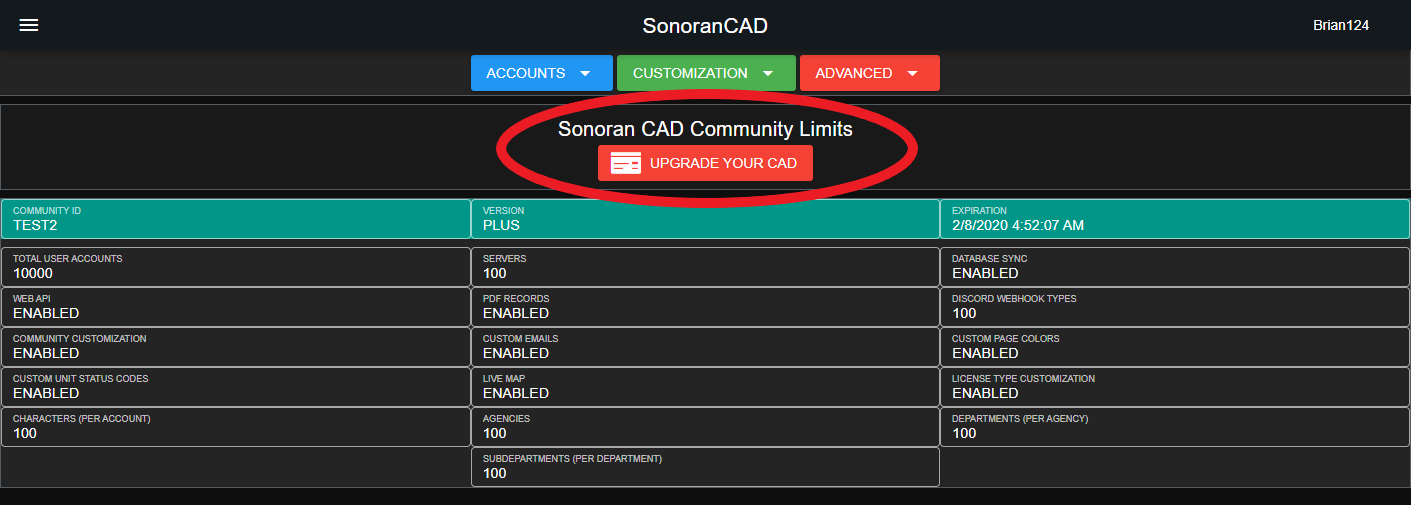 SonoranCAD
Brian124
ACCOUNTS
CUSTOMIZATION
ADVANCED
Sonoran CAD Community Limits
UPGRADE YOUR CAD
COMMUNITY ID
TEST2
VERSION
PLUS
EXPIRATION
2/8/2020 4:52:07 AM
TOTAL USER ACCOUNTS
10000
SERVERS
100
DATABASE SYNC
ENABLED
WEB API
ENABLED
PDF RECORDS
ENABLED
DISCORD WEBHOOK TYPES
100
COMMUNITY CUSTOMIZATION
ENABLED
CUSTOM EMAILS
ENABLED
CUSTOM PAGE COLORS
ENABLED
CUSTOM UNIT STATUS CODES
ENABLED
LIVE MAP
ENABLED
LICENSE TYPE CUSTOMIZATION
ENABLED
CHARACTERS (PER ACCOUNT)
100
AGENCIES
100
DEPARTMENTS (PER AGENCY)
100
SUBDEPARTMENTS (PER DEPARTMENT)
100